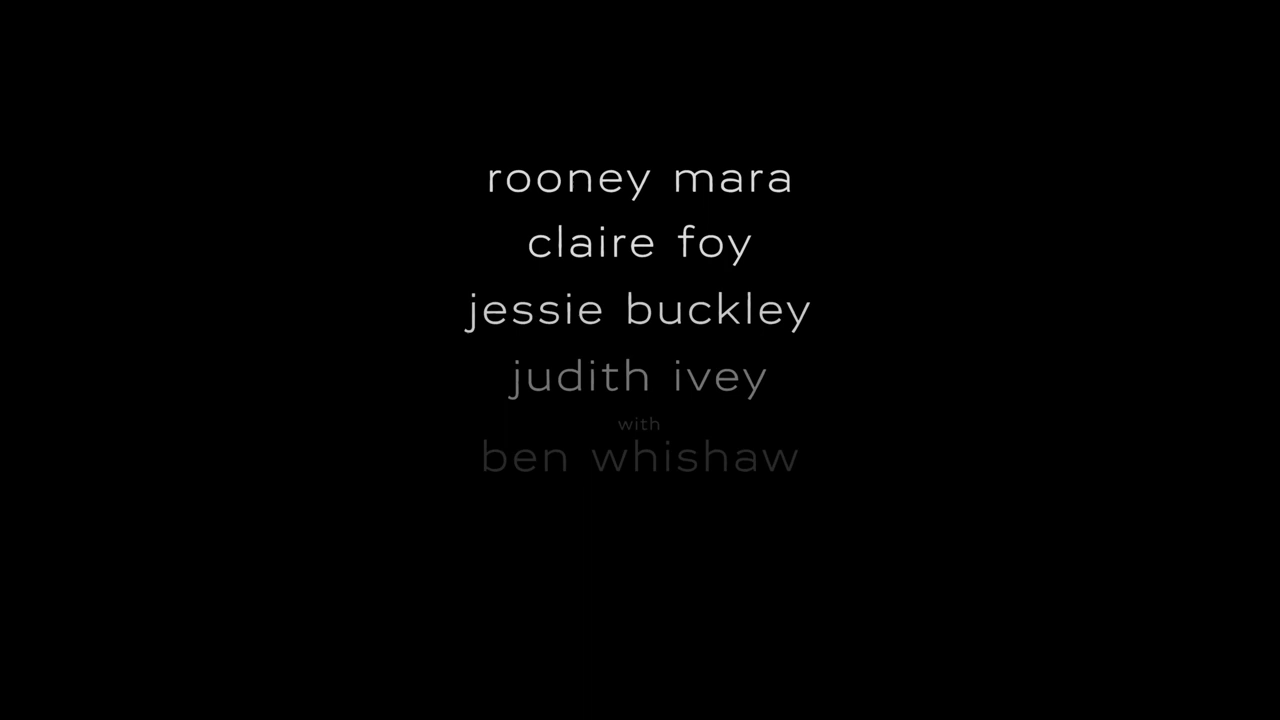 rooney mara
claire foy
jessie buckley
judith ivey
with
ben whishaw